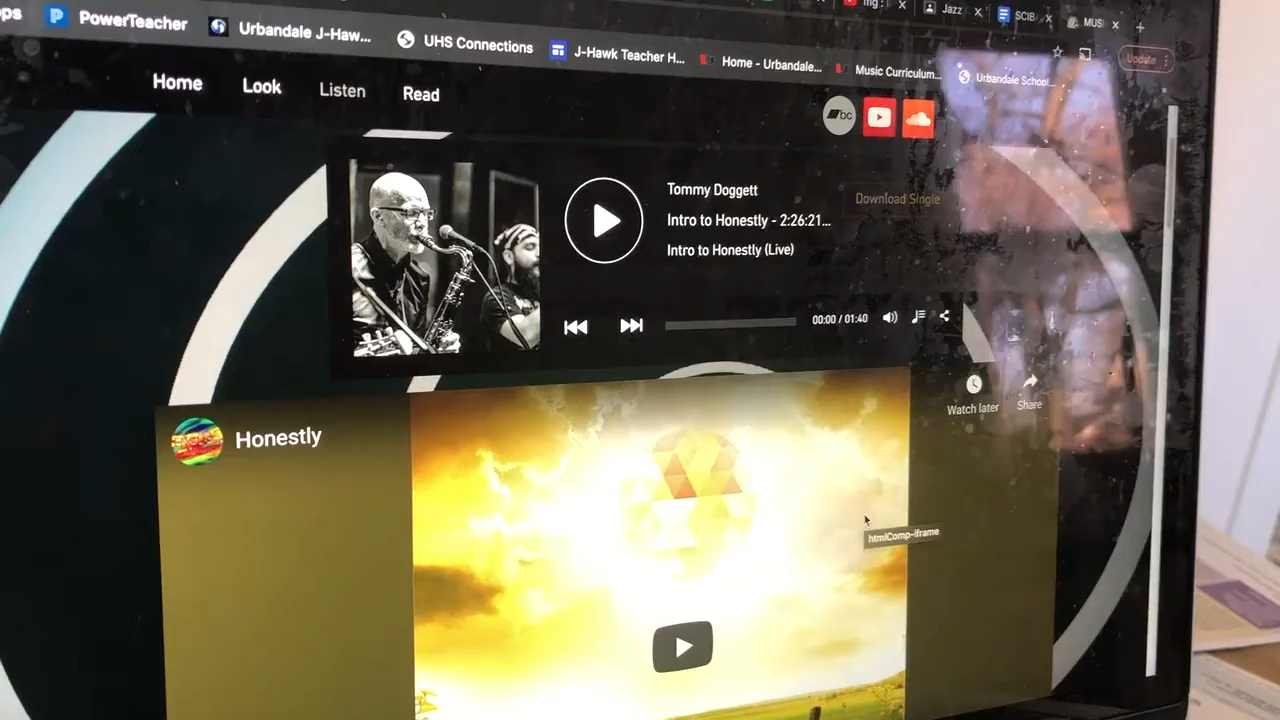 Jazz
SCIB
MUS
PowerTeacher
Urbandale J-Haw...
UHS Connections
J-Hawk Teacher H...
Home - Urbandale...
Music Curriculum...
Urbandale School...
Update
Home
Look
Listen
Read
bc
Tommy Doggett
Intro to Honestly - 2:26:21...
Intro to Honestly (Live)
Download Single
00:00 / 01:40
Honestly
Watch later
Share
htmlComp-iframe